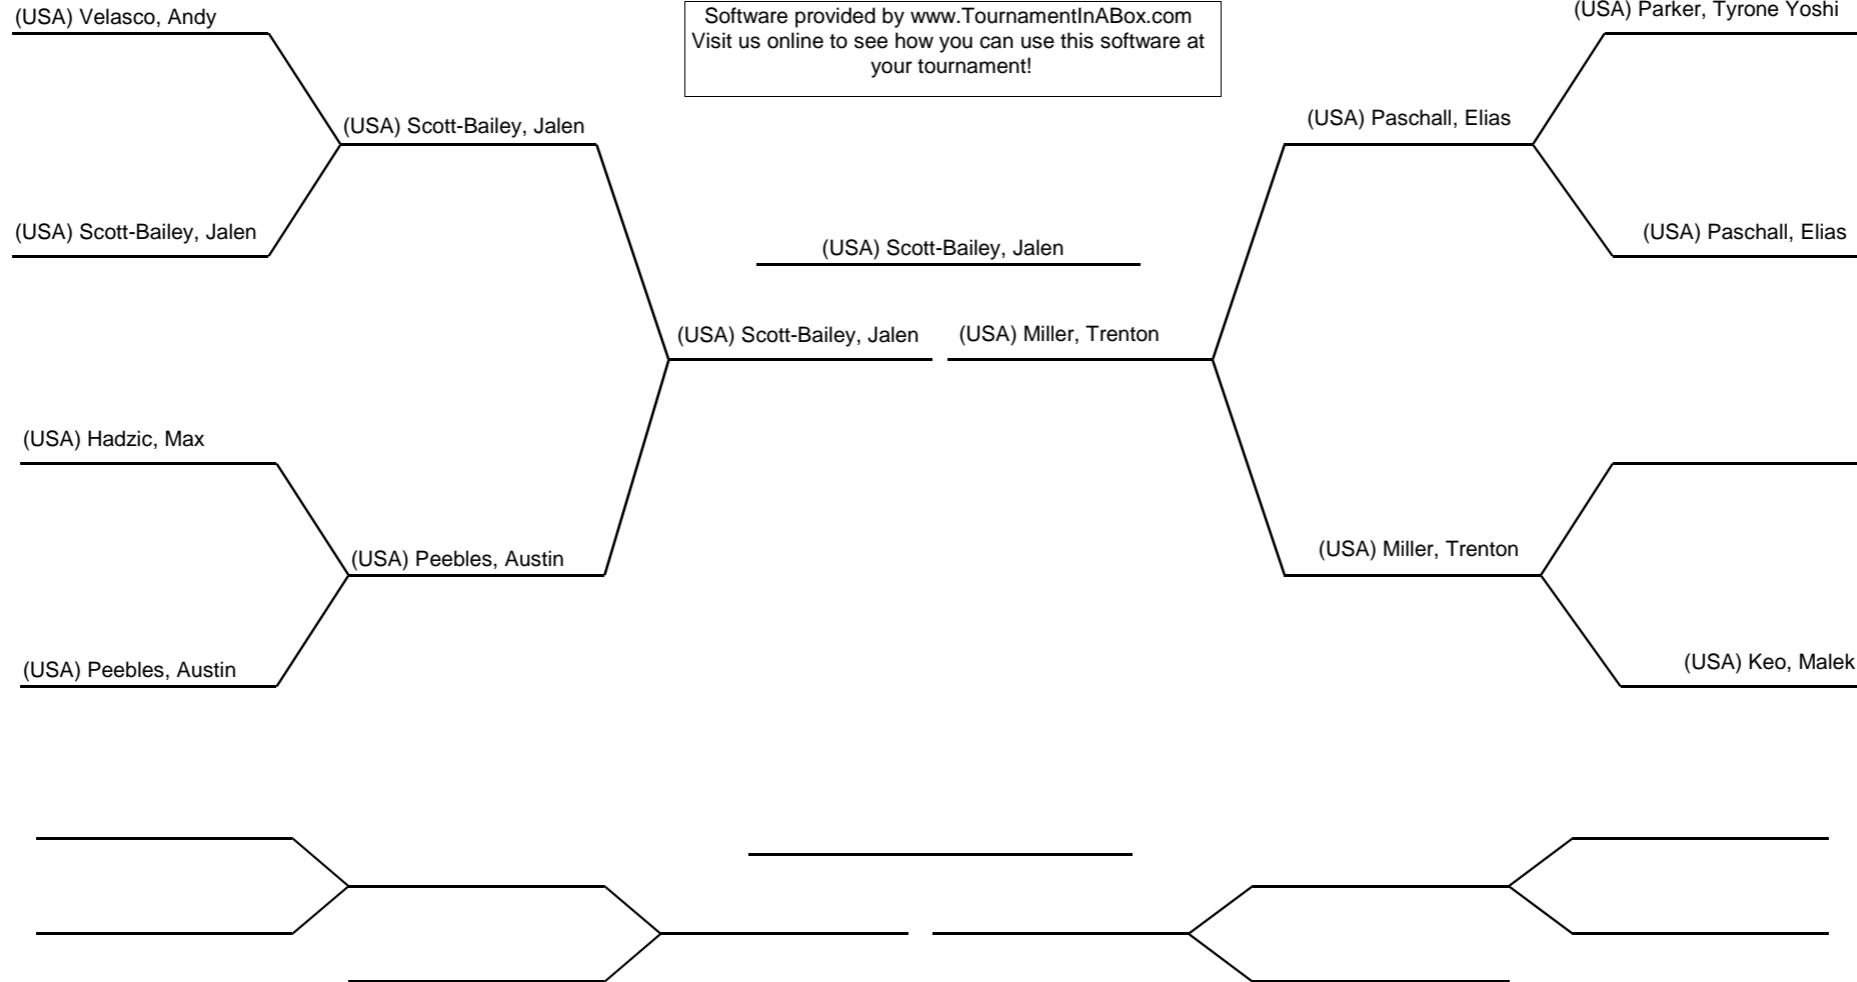 (USA) Velasco, Andy
Software provided by www.TournamentInABox.com
Visit us online to see how you can use this software at
your tournament!
(USA) Parker, Tyrone Yoshi
(USA) Scott-Bailey, Jalen
(USA) Paschall, Elias
(USA) Scott-Bailey, Jalen
(USA) Scott-Bailey, Jalen
(USA) Paschall, Elias
(USA) Scott-Bailey, Jalen
(USA) Miller, Trenton
(USA) Hadzic, Max
(USA) Peebles, Austin
(USA) Miller, Trenton
(USA) Peebles, Austin
(USA) Keo, Malek